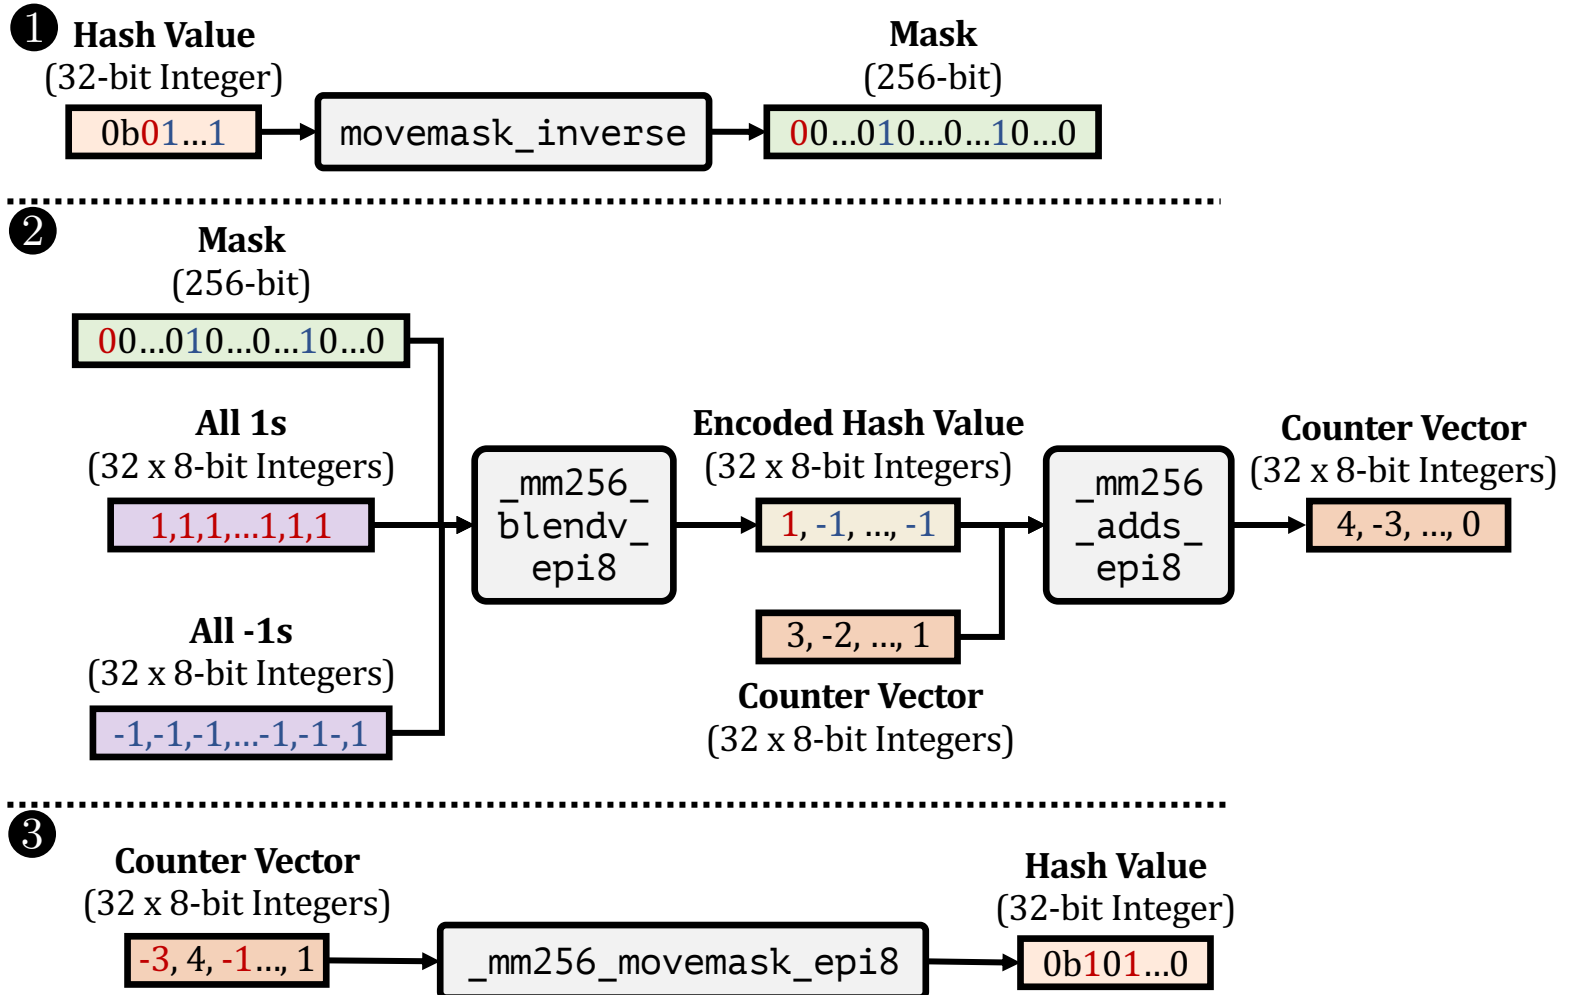 1
Hash Value
(32-bit Integer)
0b01...1
movemask_inverse
Mask
(256-bit)
00...010...0...10...0
2
Mask
(256-bit)
00...010...0...10...0
All 1s
(32 x 8-bit Integers)
1,1,1,...1,1,1
All -1s
(32 x 8-bit Integers)
-1,-1,-1,...-1,-1-,1
_mm256_
blendv_
epi8
Encoded Hash Value
(32 x 8-bit Integers)
1, -1, ..., -1
3, -2, ..., 1
Counter Vector
(32 x 8-bit Integers)
_mm256
_adds_
epi8
Counter Vector
(32 x 8-bit Integers)
4, -3, ..., 0
3
Counter Vector
(32 x 8-bit Integers)
-3, 4, -1..., 1
_mm256_movemask_epi8
Hash Value
(32-bit Integer)
0b101...0